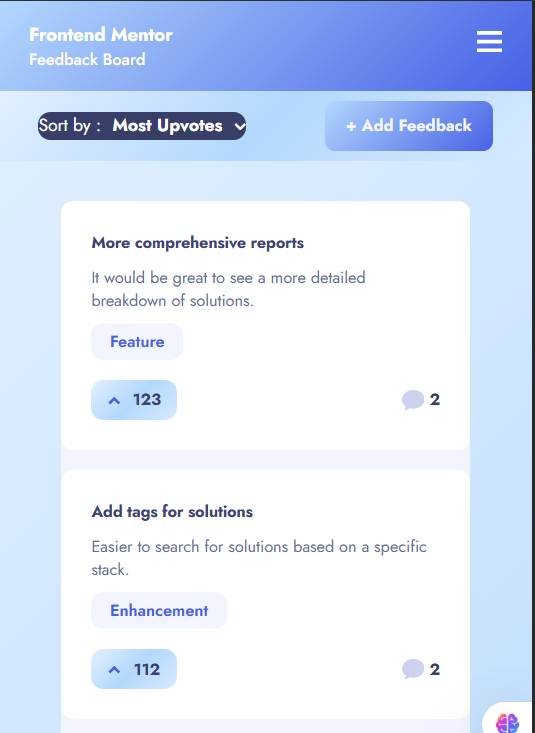 Frontend Mentor
Feedback Board
Sort by : Most Upvotes
+ Add Feedback
More comprehensive reports
It would be great to see a more detailed
breakdown of solutions.
Feature
123
2
Add tags for solutions
Easier to search for solutions based on a specific
stack.
Enhancement
112
2